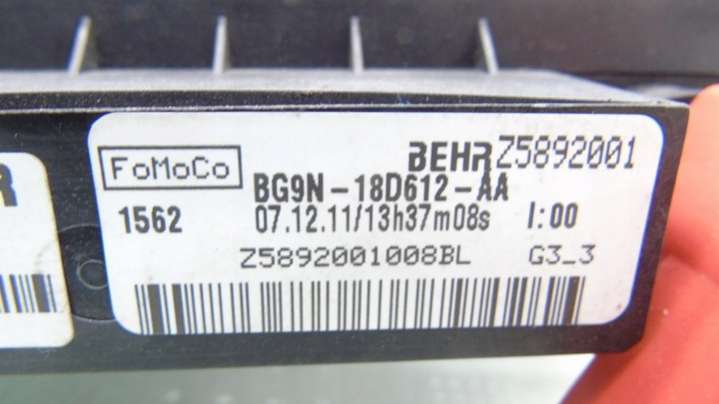 FoMoCo
BEHR Z5892001
BG9N-18D612-AA
1562 07.12.11/13h37m08s I:00
Z5892001008BL G3_3
R